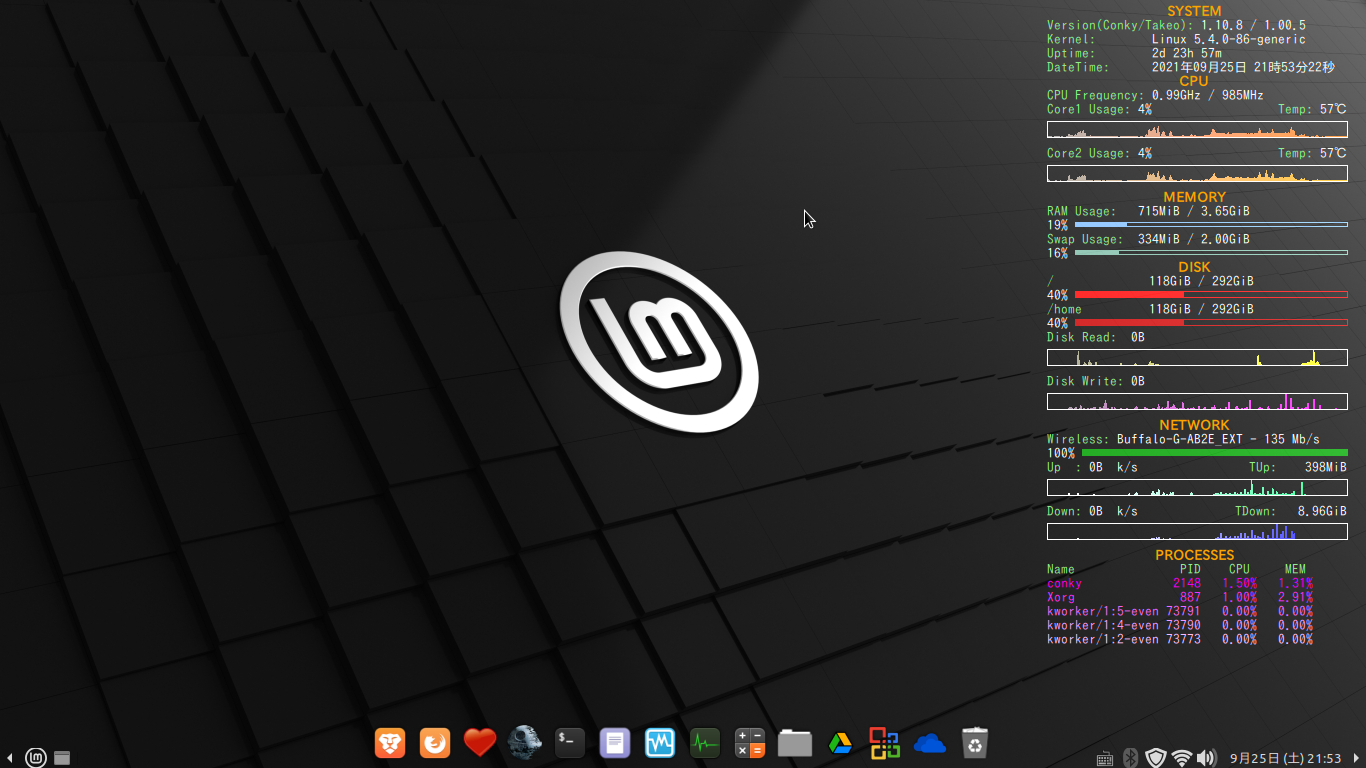 SYSTEM
Version(Conky/Takeo): 1.10.8 / 1.00.5
Kernel: Linux 5.4.0-86-generic
Uptime: 2d 23h 57m
DateTime: 2021年09月25日 21時53分22秒
CPU
CPU Frequency: 0.99GHz / 985MHz
Core1 Usage: 4% Temp: 57℃
Core2 Usage: 4% Temp: 57℃
MEMORY
RAM Usage: 715MiB / 3.65GiB
19%
Swap Usage: 334MiB / 2.00GiB
16%
DISK
/ 118GiB / 292GiB
40%
/home 118GiB / 292GiB
40%
Disk Read: 0B
Disk Write: 0B
NETWORK
Wireless: Buffalo-G-AB2E_EXT - 135 Mb/s
100%
Up : 0B k/s TUp: 398MiB
Down: 0B k/s TDown: 8.96GiB
PROCESSES
Name PID CPU MEM
conky 2148 1.50% 1.31%
Xorg 887 1.00% 2.91%
kworker/1:5-even 73791 0.00% 0.00%
kworker/1:4-even 73790 0.00% 0.00%
kworker/1:2-even 73773 0.00% 0.00%
9月25日 (土) 21:53